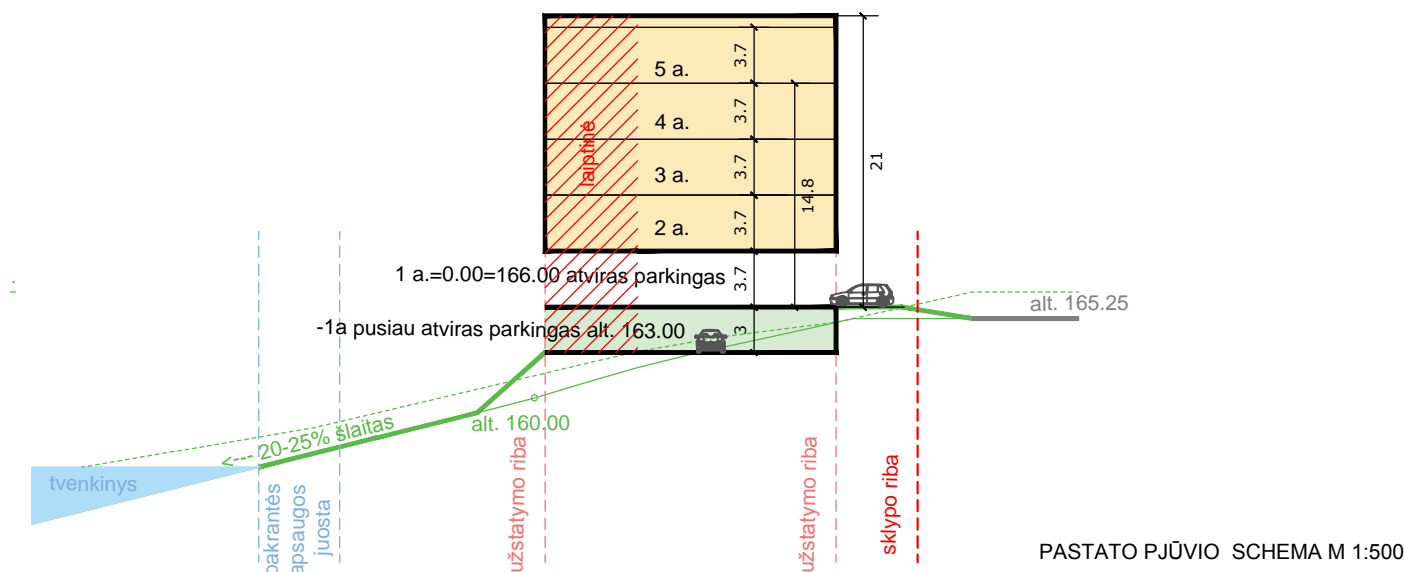 3.7
5 a.
3.7
4 a.
21
laiptinė
3.7
3 a.
14.8
3.7
2 a.
1 a.=0.00=166.00 atviras parkingas
3.7
alt. 165.25
-1a pusiau atviras parkingas alt. 163.00
3
alt. 160.00
<--- 20-25% šlaitas
tvenkinys
pakrantės
apsaugos
juosta
užstatymo riba
užstatymo riba
sklypo riba
PASTATO PJŪVIO SCHEMA M 1:500